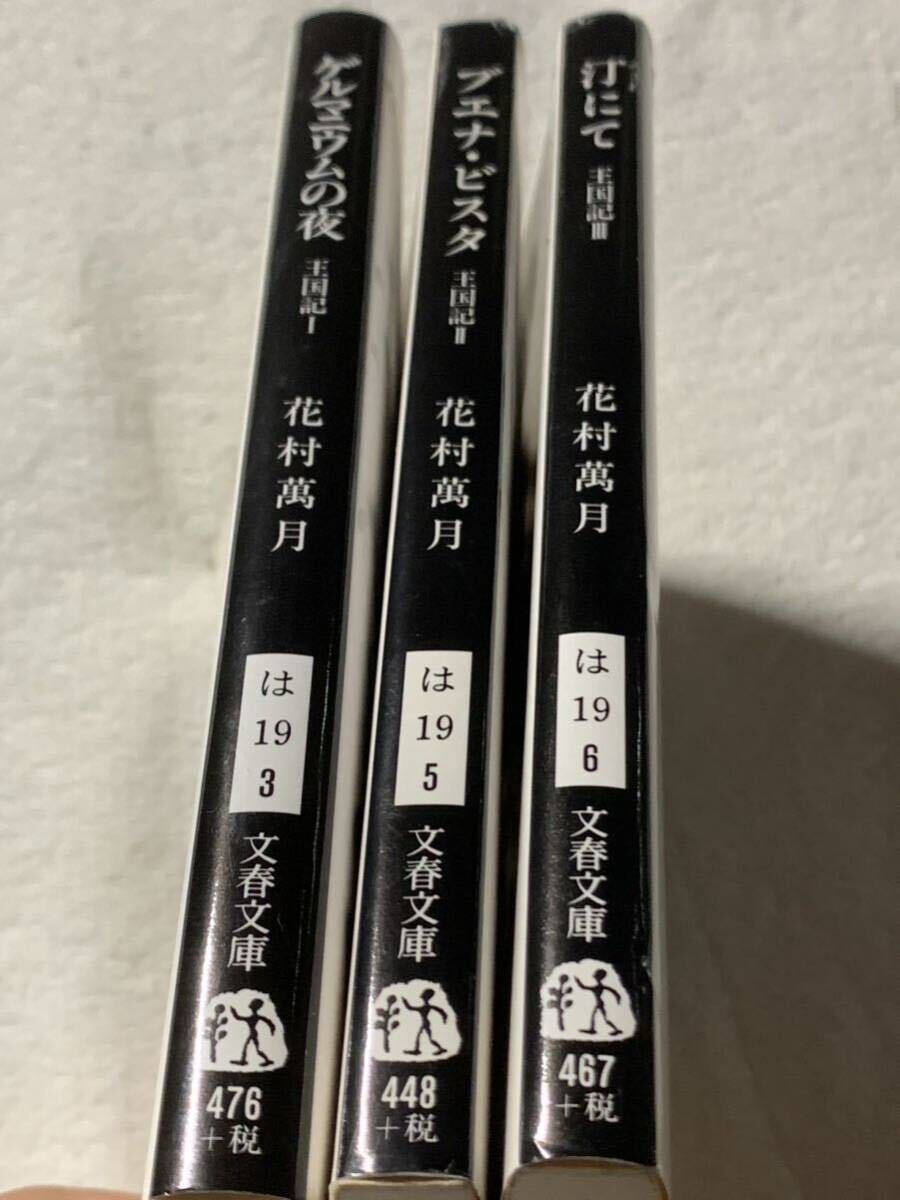 ゲルマニウムの夜 王国記Ⅰ
花村萬月
は
19
3
文春文庫
476
+税
ブエナ・ビスタ 王国記Ⅱ
花村萬月
は
19
5
文春文庫
448
+税
汀にて 王国記Ⅲ
花村萬月
は
19
6
文春文庫
467
+税